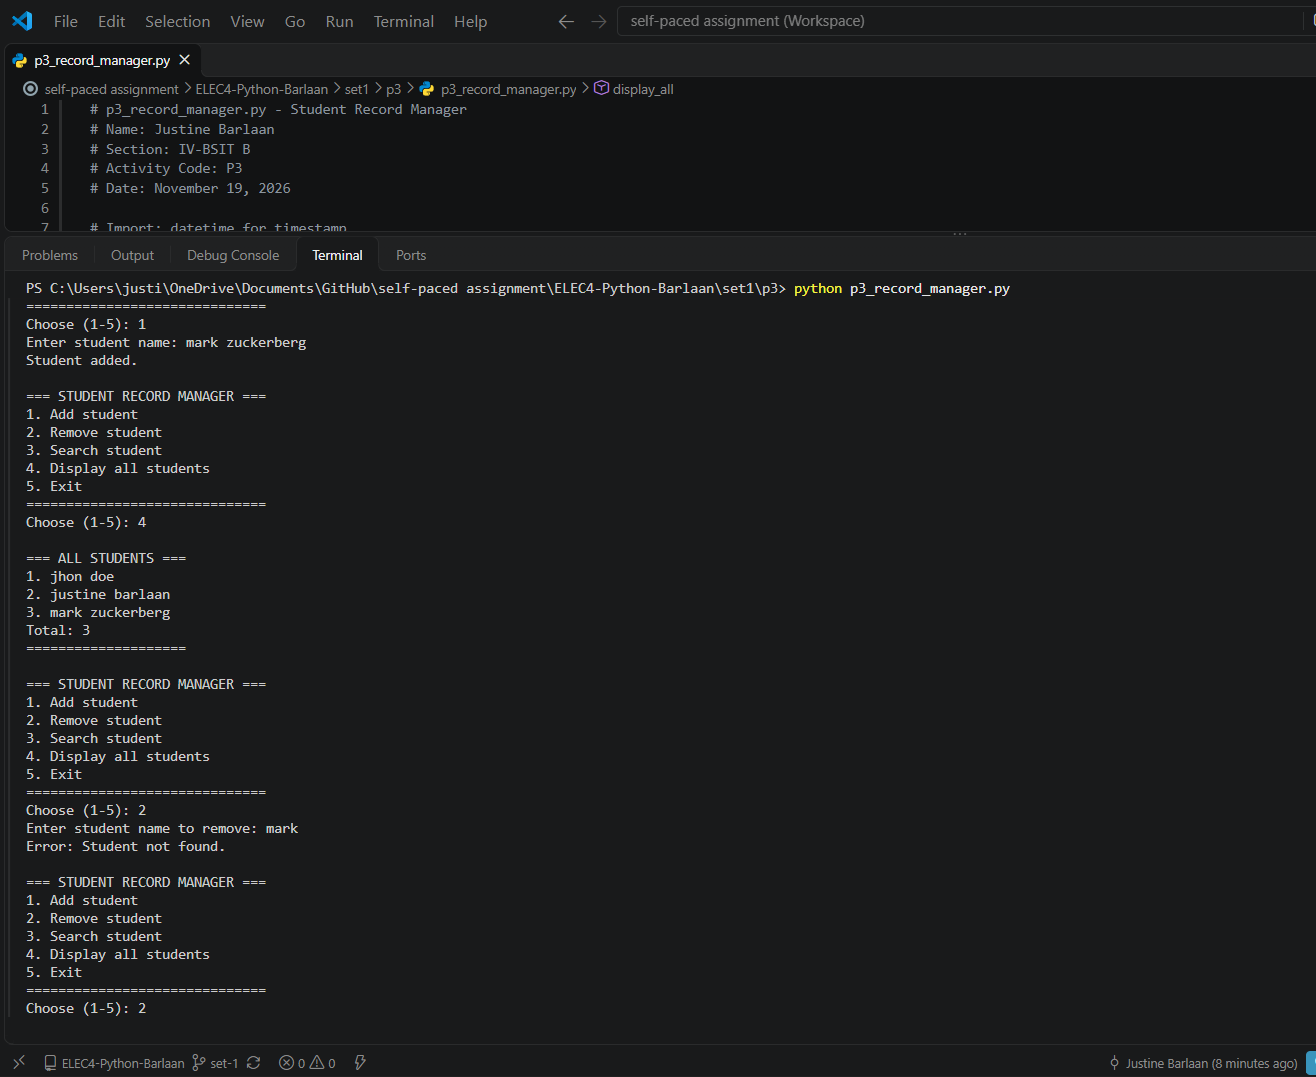 File Edit Selection View Go Run Terminal Help ← → self-paced assignment (Workspace)
p3_record_manager.py ×
self-paced assignment > ELEC4-Python-Barlaan > set1 > p3 > p3_record_manager.py > display_all
1 # p3_record_manager.py - Student Record Manager
2 # Name: Justine Barlaan
3 # Section: IV-BSIT B
4 # Activity Code: P3
5 # Date: November 19, 2026
6
7 # Import: datetime for timestamp
Problems Output Debug Console Terminal Ports
PS C:\Users\justi\OneDrive\Documents\GitHub\self-paced assignment\ELEC4-Python-Barlaan\set1\p3> python p3_record_manager.py
==============================
Choose (1-5): 1
Enter student name: mark zuckerberg
Student added.
=== STUDENT RECORD MANAGER ===
1. Add student
2. Remove student
3. Search student
4. Display all students
5. Exit
==============================
Choose (1-5): 4
=== ALL STUDENTS ===
1. jhon doe
2. justine barlaan
3. mark zuckerberg
Total: 3
====================
=== STUDENT RECORD MANAGER ===
1. Add student
2. Remove student
3. Search student
4. Display all students
5. Exit
==============================
Choose (1-5): 2
Enter student name to remove: mark
Error: Student not found.
=== STUDENT RECORD MANAGER ===
1. Add student
2. Remove student
3. Search student
4. Display all students
5. Exit
==============================
Choose (1-5): 2
ELEC4-Python-Barlaan set-1 0 0 Justine Barlaan (8 minutes ago)